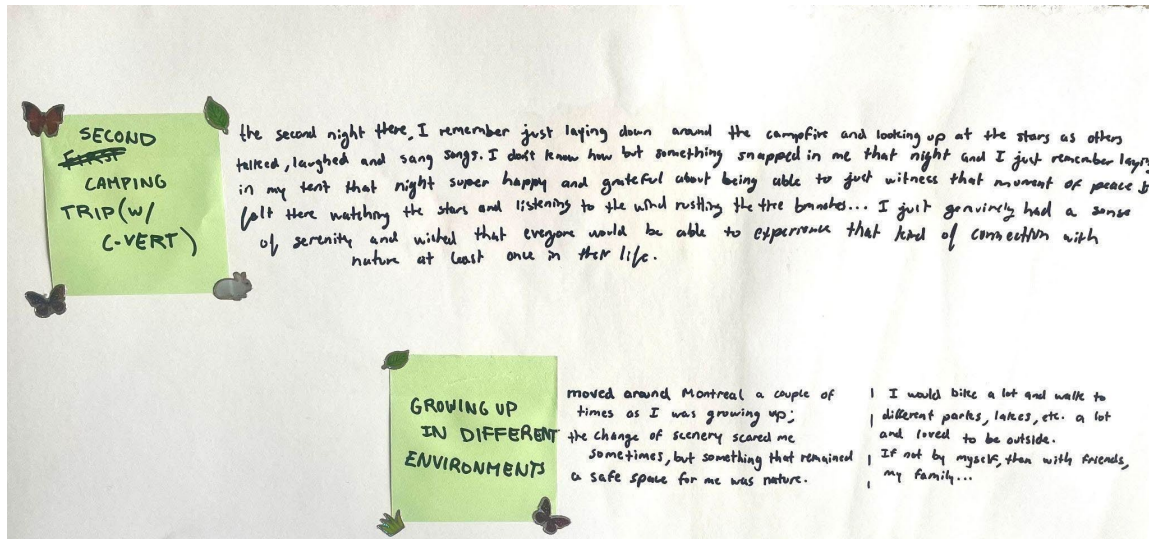 SECOND
FIRST
CAMPING
TRIP (W/
C-VERT)
the second night there, I remember just laying down around the campfire and looking up at the stars as others
talked, laughed and sang songs. I don't know how but something snapped in me that night and I just remember laying
in my tent that night super happy and grateful about being able to just witness that moment of peace
felt there watching the stars and listening to the wind rustling the tree branches... I just genuinely had a sense
of serenity and wished that everyone would be able to experience that kind of connection with
nature at least once in their life.
GROWING UP
IN DIFFERENT
ENVIRONMENTS
moved around Montreal a couple of
times as I was growing up;
the change of scenery scared me
sometimes, but something that remained
a safe space for me was nature.
I would bike a lot and walk to
different parks, lakes, etc. a lot
and loved to be outside.
If not by myself, then with friends,
my family...